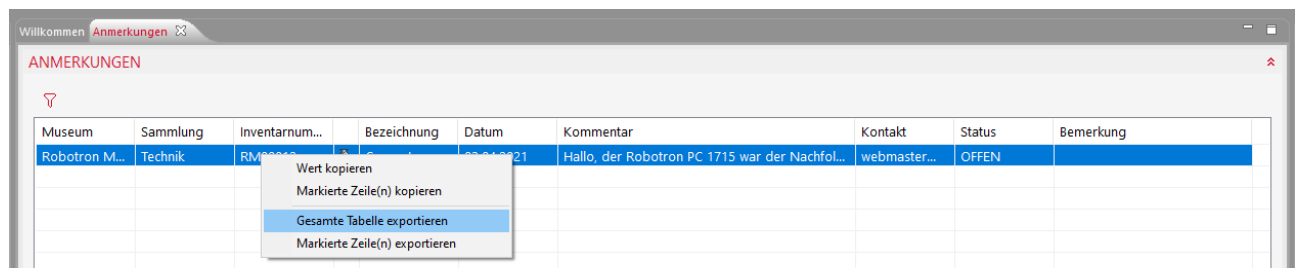 Willkommen Anmerkungen
ANMERKUNGEN
Museum Sammlung Inventarnum... Bezeichnung Datum Kommentar Kontakt Status Bemerkung
Robotron M... Technik 2021 Hallo, der Robotron PC 1715 war der Nachfol... webmaster... OFFEN
Wert kopieren
Markierte Zeile(n) kopieren
Gesamte Tabelle exportieren
Markierte Zeile(n) exportieren